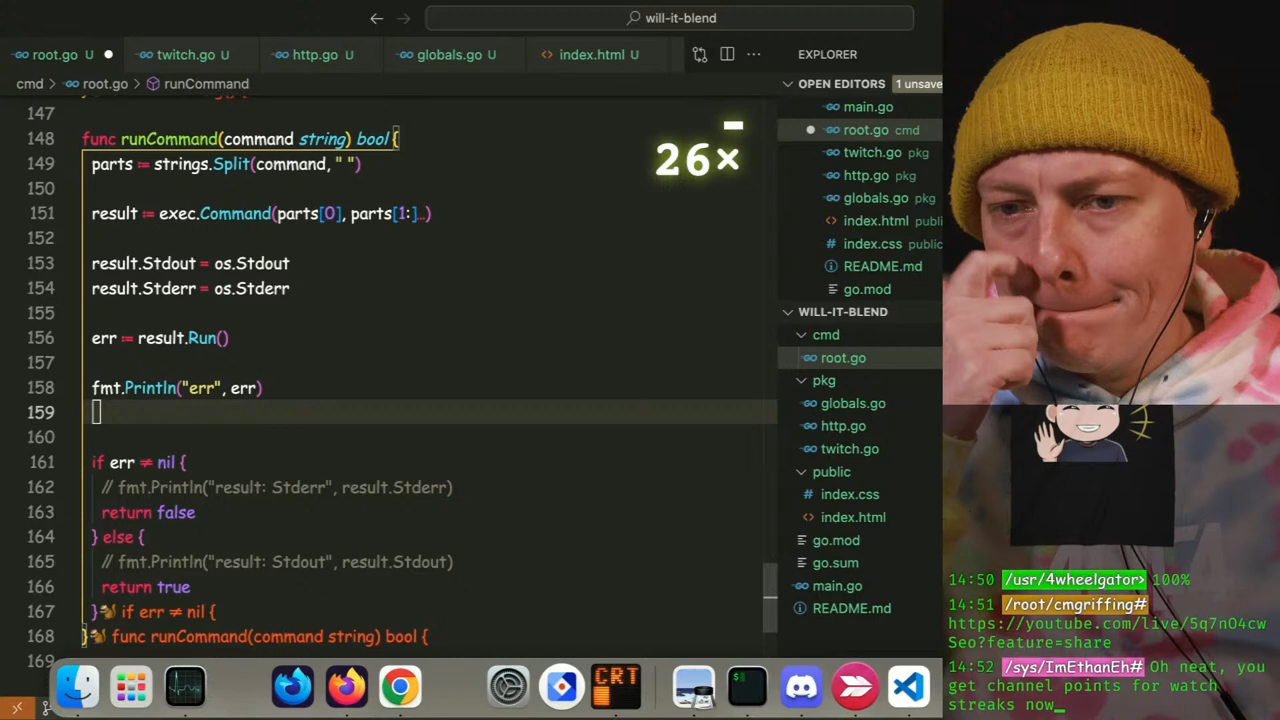 will-it-blend
root.go U
twitch.go U
http.go U
globals.go U
index.html U
cmd > root.go > runCommand
147
148 func runCommand(command string) bool {
149 parts := strings.Split(command, " ")
150
151 result := exec.Command(parts[0], parts[1:]...)
152
153 result.Stdout = os.Stdout
154 result.Stderr = os.Stderr
155
156 err := result.Run()
157
158 fmt.Println("err", err)
159
160
161 if err ≠ nil {
162 // fmt.Println("result: Stderr", result.Stderr)
163 return false
164 } else {
165 // fmt.Println("result: Stdout", result.Stdout)
166 return true
167 }🐿 if err ≠ nil {
168 }🐿 func runCommand(command string) bool {
169
26×
EXPLORER
OPEN EDITORS 1 unsave
main.go
root.go cmd
twitch.go pkg
http.go pkg
globals.go pkg
index.html public
index.css public
README.md
go.mod
WILL-IT-BLEND
cmd
root.go
pkg
globals.go
http.go
twitch.go
public
index.css
index.html
go.mod
go.sum
main.go
README.md
CRT
14:50 /usr/4wheelgator> 100%
14:51 /root/cmgriffing#
https://youtube.com/live/5q7nO4cw
Seo?feature=share
14:52 /sys/ImEthanEh# Oh neat, you
get channel points for watch
streaks now_